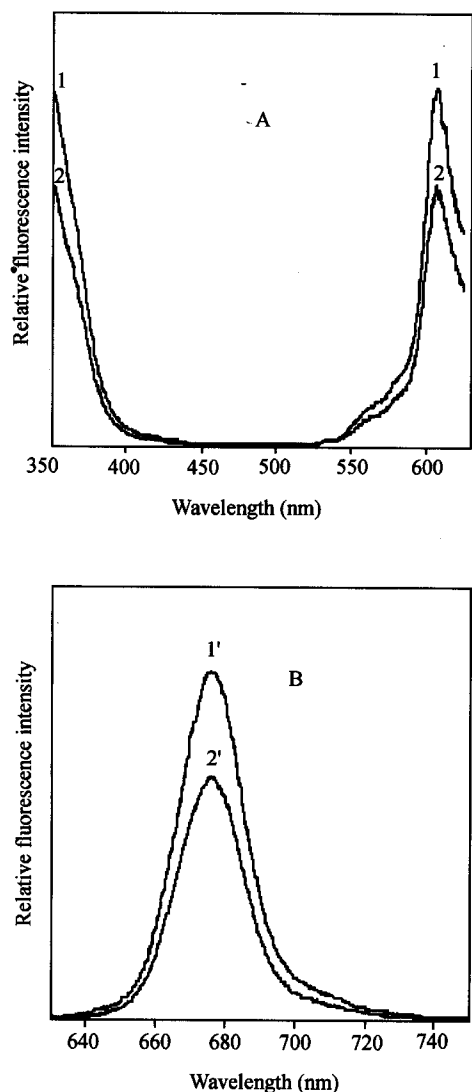 1
2
A
1
2
Relative fluorescence intensity
350 400 450 500 550 600
Wavelength (nm)
1'
2'
B
Relative fluorescence intensity
640 660 680 700 720 740
Wavelength (nm)